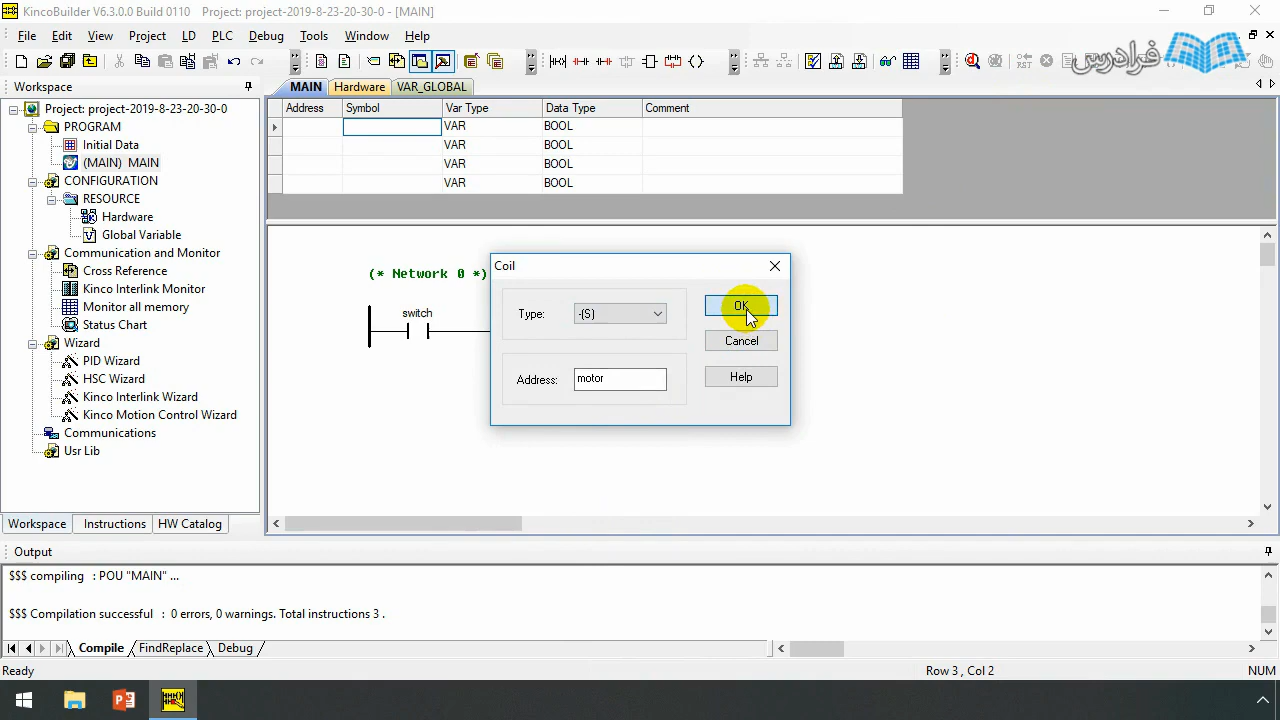 KincoBuilder V6.3.0.0 Build 0110 Project: project-2019-8-23-20-30-0 - [MAIN]
File Edit View Project LD PLC Debug Tools Window Help
فرادرس
Workspace
MAIN Hardware VAR_GLOBAL
Project: project-2019-8-23-20-30-0
PROGRAM
Initial Data
(MAIN) MAIN
CONFIGURATION
RESOURCE
Hardware
Global Variable
Communication and Monitor
Cross Reference
Kinco Interlink Monitor
Monitor all memory
Status Chart
Wizard
PID Wizard
HSC Wizard
Kinco Interlink Wizard
Kinco Motion Control Wizard
Communications
Usr Lib
Workspace Instructions HW Catalog
Address Symbol Var Type Data Type Comment
VAR BOOL
VAR BOOL
VAR BOOL
VAR BOOL
(* Network 0 *)
switch
Coil
Type: -(S)
OK
Cancel
Address: motor
Help
Output
$$$ compiling : POU "MAIN" ...
$$$ Compilation successful : 0 errors, 0 warnings. Total instructions 3 .
Compile FindReplace Debug
Ready Row 3 , Col 2 NUM